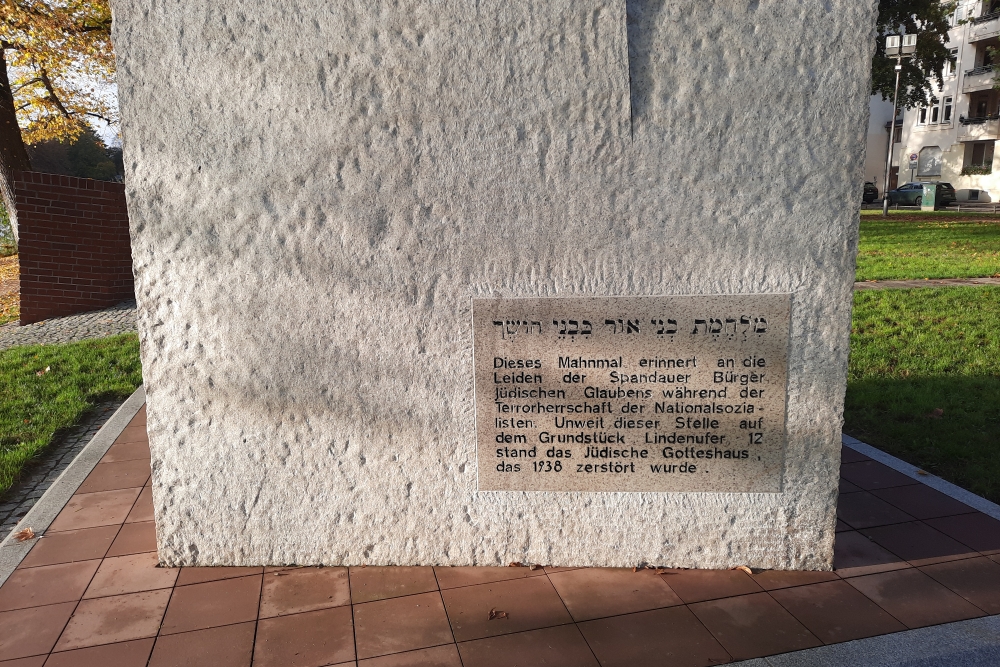 מִלְחֶמֶת בְּנֵי אוֹר בִּבְנֵי חוֹשֶׁךְ
Dieses Mahnmal erinnert an die
Leiden der Spandauer Bürger
jüdischen Glaubens während der
Terrorherrschaft der Nationalsozia-
listen. Unweit dieser Stelle auf
dem Grundstück Lindenufer 12
stand das Jüdische Gotteshaus,
das 1938 zerstört wurde.